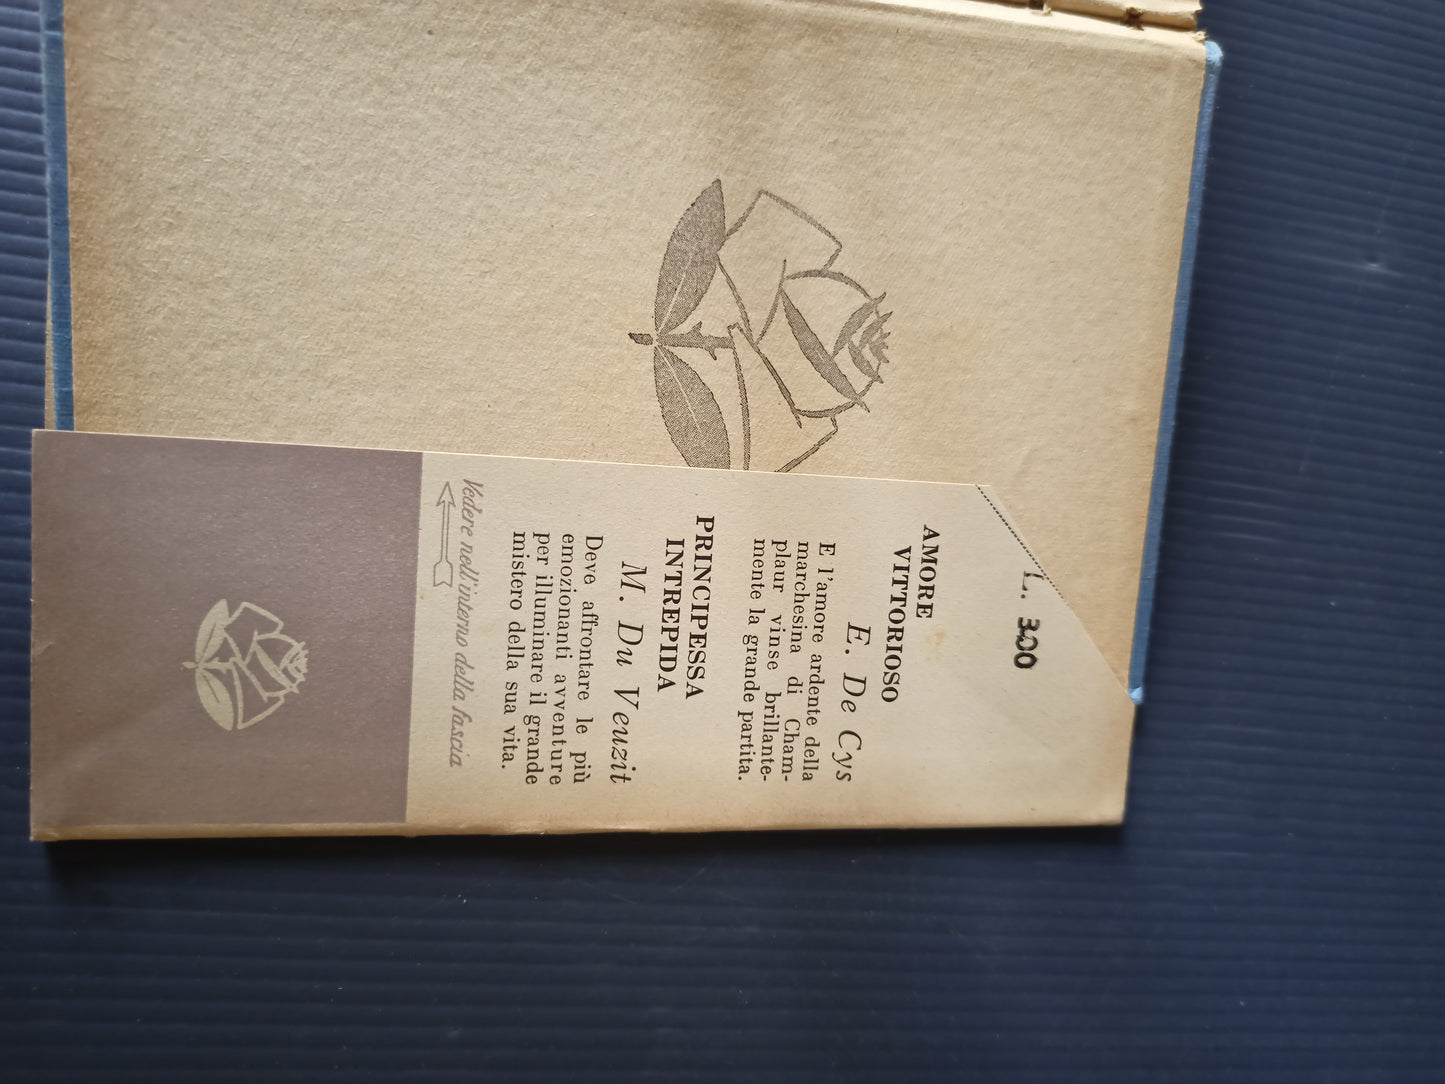 L. 300
AMORE
VITTORIOSO
E. De Cys
E l'amore ardente della
marchesina di Cham-
plaur vinse brillante-
mente la grande partita.
PRINCIPESSA
INTREPIDA
M. Du Veuzit
Deve affrontare le più
emozionanti avventure
per illuminare il grande
mistero della sua vita.
Vedere nell'interno della fascia